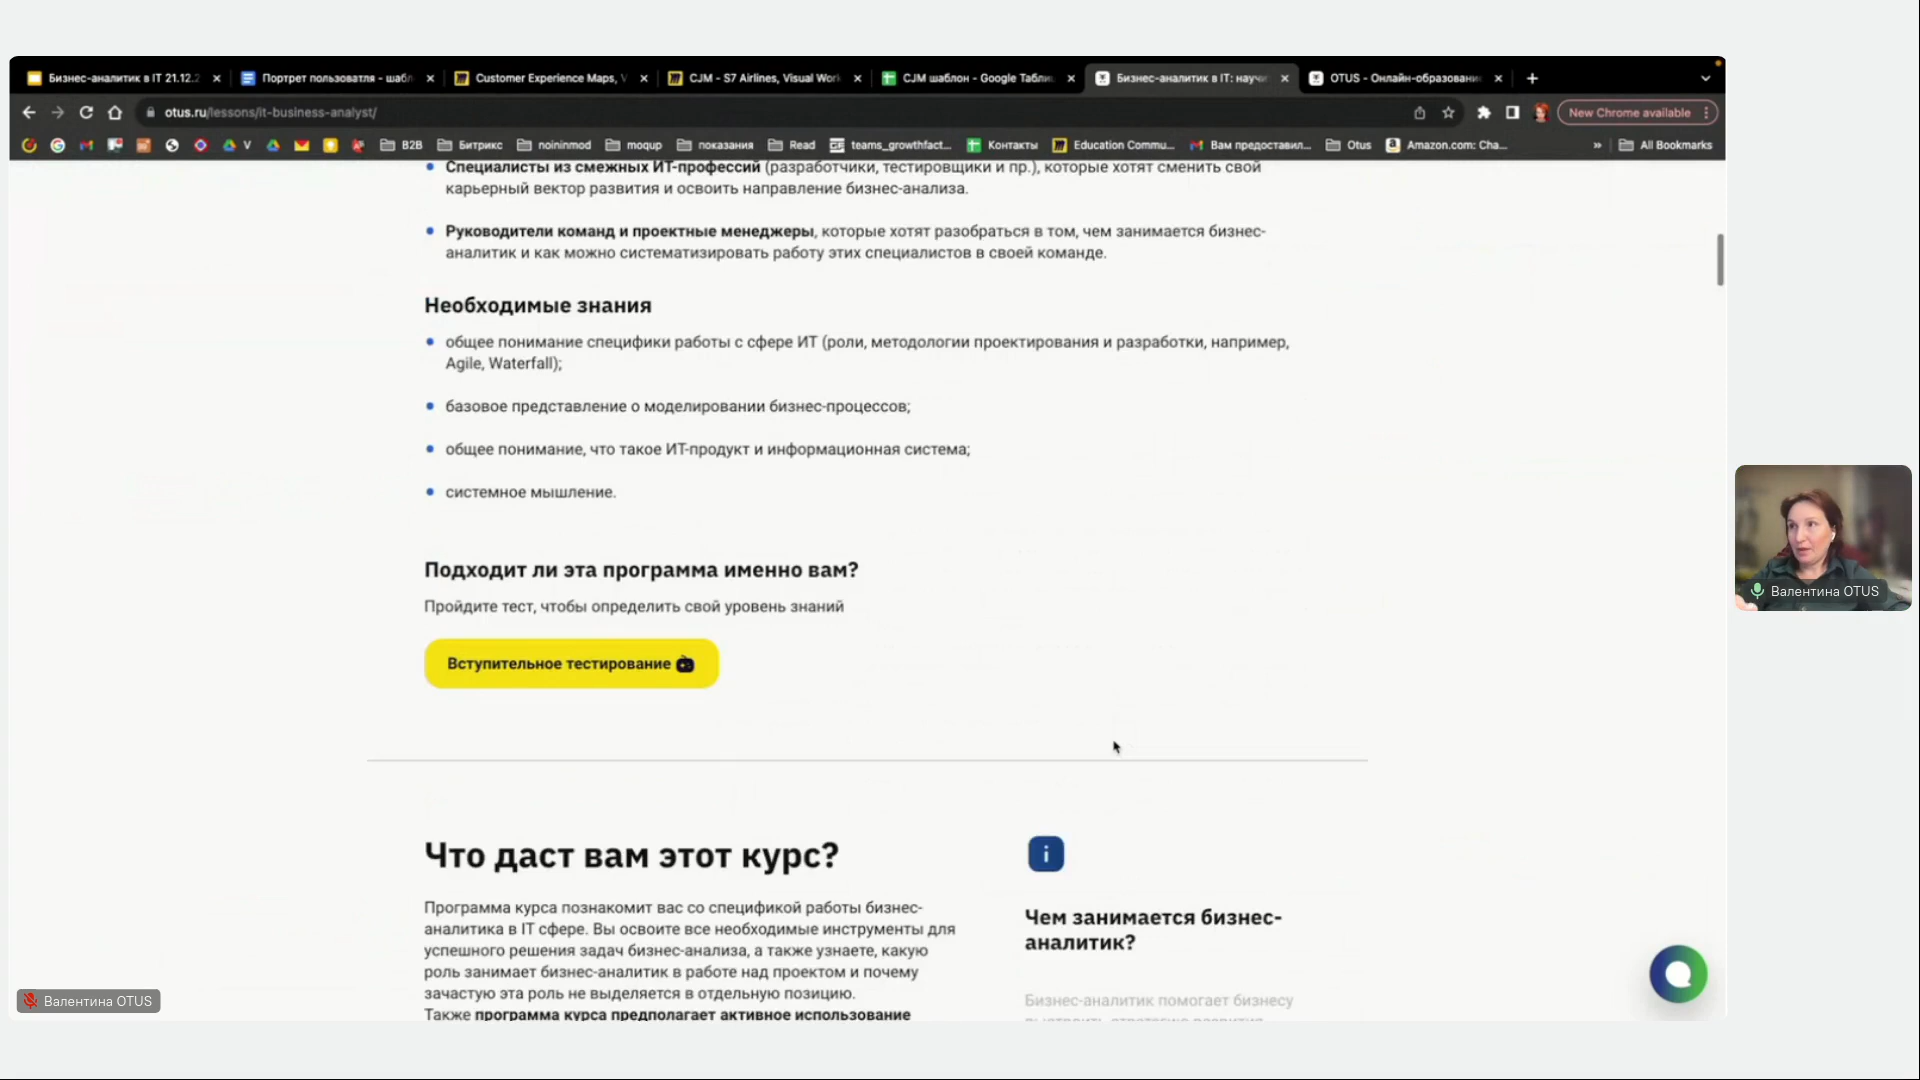 Бизнес-аналитик в IT 21.12.2
Портрет пользоватля - шабл
Customer Experience Maps, V
CJM - S7 Airlines, Visual Work
CJM шаблон - Google Таблиц
Бизнес-аналитик в IT: научи
OTUS - Онлайн-образовани
otus.ru/lessons/it-business-analyst/
New Chrome available
V
B2B
Битрикс
noininmod
moqup
показания
Read
teams_growthfact...
Контакты
Education Commu...
Вам предоставил...
Otus
Amazon.com: Cha...
»
All Bookmarks
Специалисты из смежных ИТ-профессий (разработчики, тестировщики и пр.), которые хотят сменить свой
карьерный вектор развития и освоить направление бизнес-анализа.
Руководители команд и проектные менеджеры, которые хотят разобраться в том, чем занимается бизнес-
аналитик и как можно систематизировать работу этих специалистов в своей команде.
Необходимые знания
общее понимание специфики работы с сфере ИТ (роли, методологии проектирования и разработки, например,
Agile, Waterfall);
базовое представление о моделировании бизнес-процессов;
общее понимание, что такое ИТ-продукт и информационная система;
системное мышление.
Подходит ли эта программа именно вам?
Пройдите тест, чтобы определить свой уровень знаний
Вступительное тестирование
Что даст вам этот курс?
Программа курса познакомит вас со спецификой работы бизнес-
аналитика в IT сфере. Вы освоите все необходимые инструменты для
успешного решения задач бизнес-анализа, а также узнаете, какую
роль занимает бизнес-аналитик в работе над проектом и почему
зачастую эта роль не выделяется в отдельную позицию.
Также программа курса предполагает активное использование
i
Чем занимается бизнес-
аналитик?
Бизнес-аналитик помогает бизнесу
выстроить стратегию развития
Валентина OTUS
Валентина OTUS